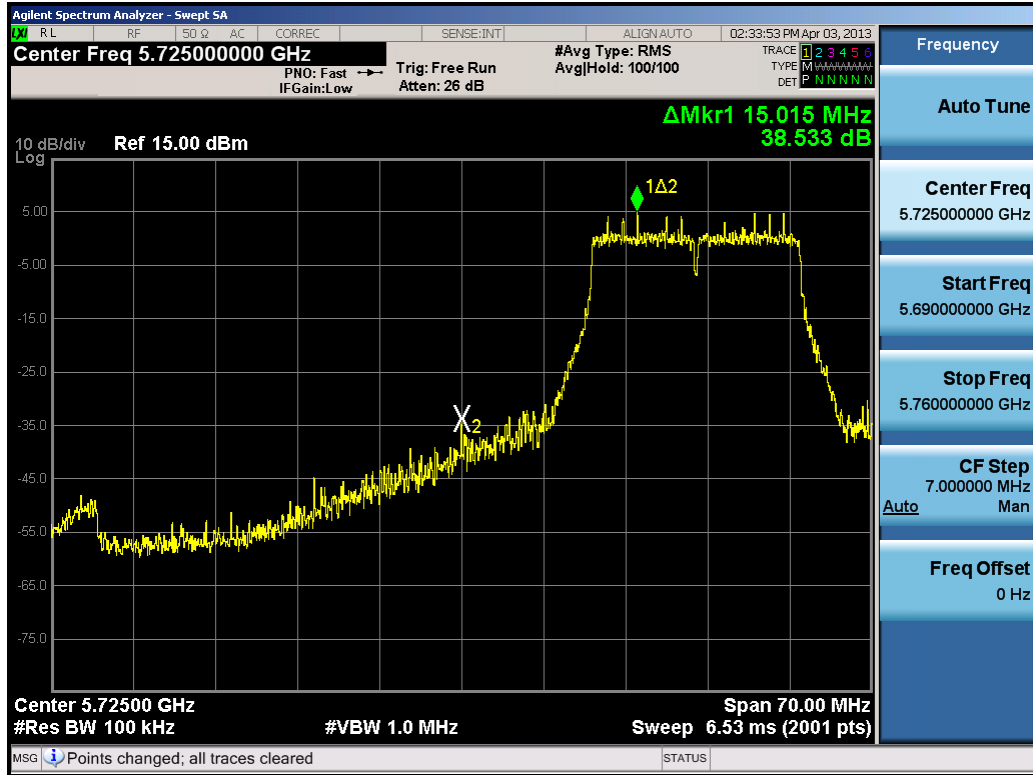 Agilent Spectrum Analyzer - Swept SA
LXI RL RF 50 Ω AC CORREC SENSE:INT ALIGN AUTO 02:33:53 PM Apr 03, 2013
Center Freq 5.725000000 GHz
PNO: Fast
IFGain:Low
Trig: Free Run
Atten: 26 dB
#Avg Type: RMS
Avg|Hold: 100/100
TRACE 1 2 3 4 5 6
TYPE M WWWWW
DET P N N N N N
ΔMkr1 15.015 MHz
38.533 dB
10 dB/div
Log
Ref 15.00 dBm
1Δ2
5.00
-5.00
-15.0
-25.0
-35.0
X2
-45.0
-55.0
-65.0
-75.0
Center 5.72500 GHz
Span 70.00 MHz
#Res BW 100 kHz
#VBW 1.0 MHz
Sweep 6.53 ms (2001 pts)
MSG Points changed; all traces cleared
STATUS
Frequency
Auto Tune
Center Freq
5.725000000 GHz
Start Freq
5.690000000 GHz
Stop Freq
5.760000000 GHz
CF Step
7.000000 MHz
Auto Man
Freq Offset
0 Hz